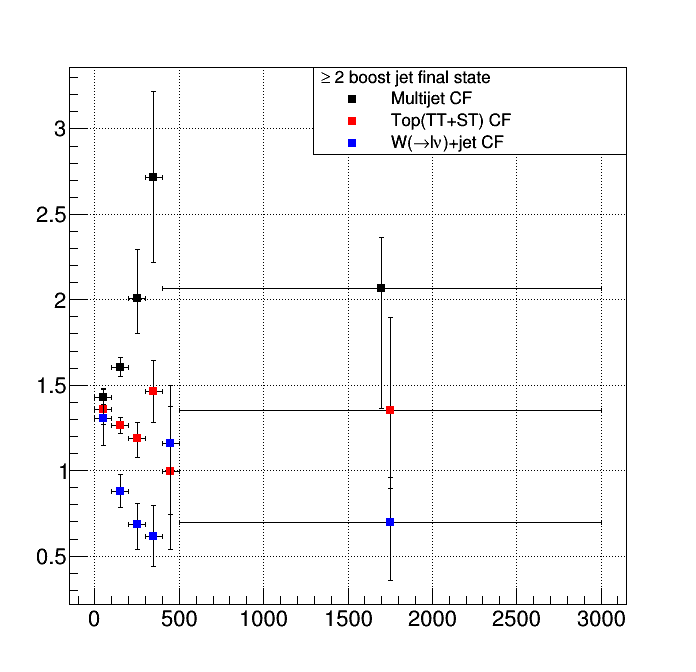 ≥ 2 boost jet final state
Multijet CF
Top(TT+ST) CF
W(→lν)+jet CF
3
2.5
2
1.5
1
0.5
0 500 1000 1500 2000 2500 3000